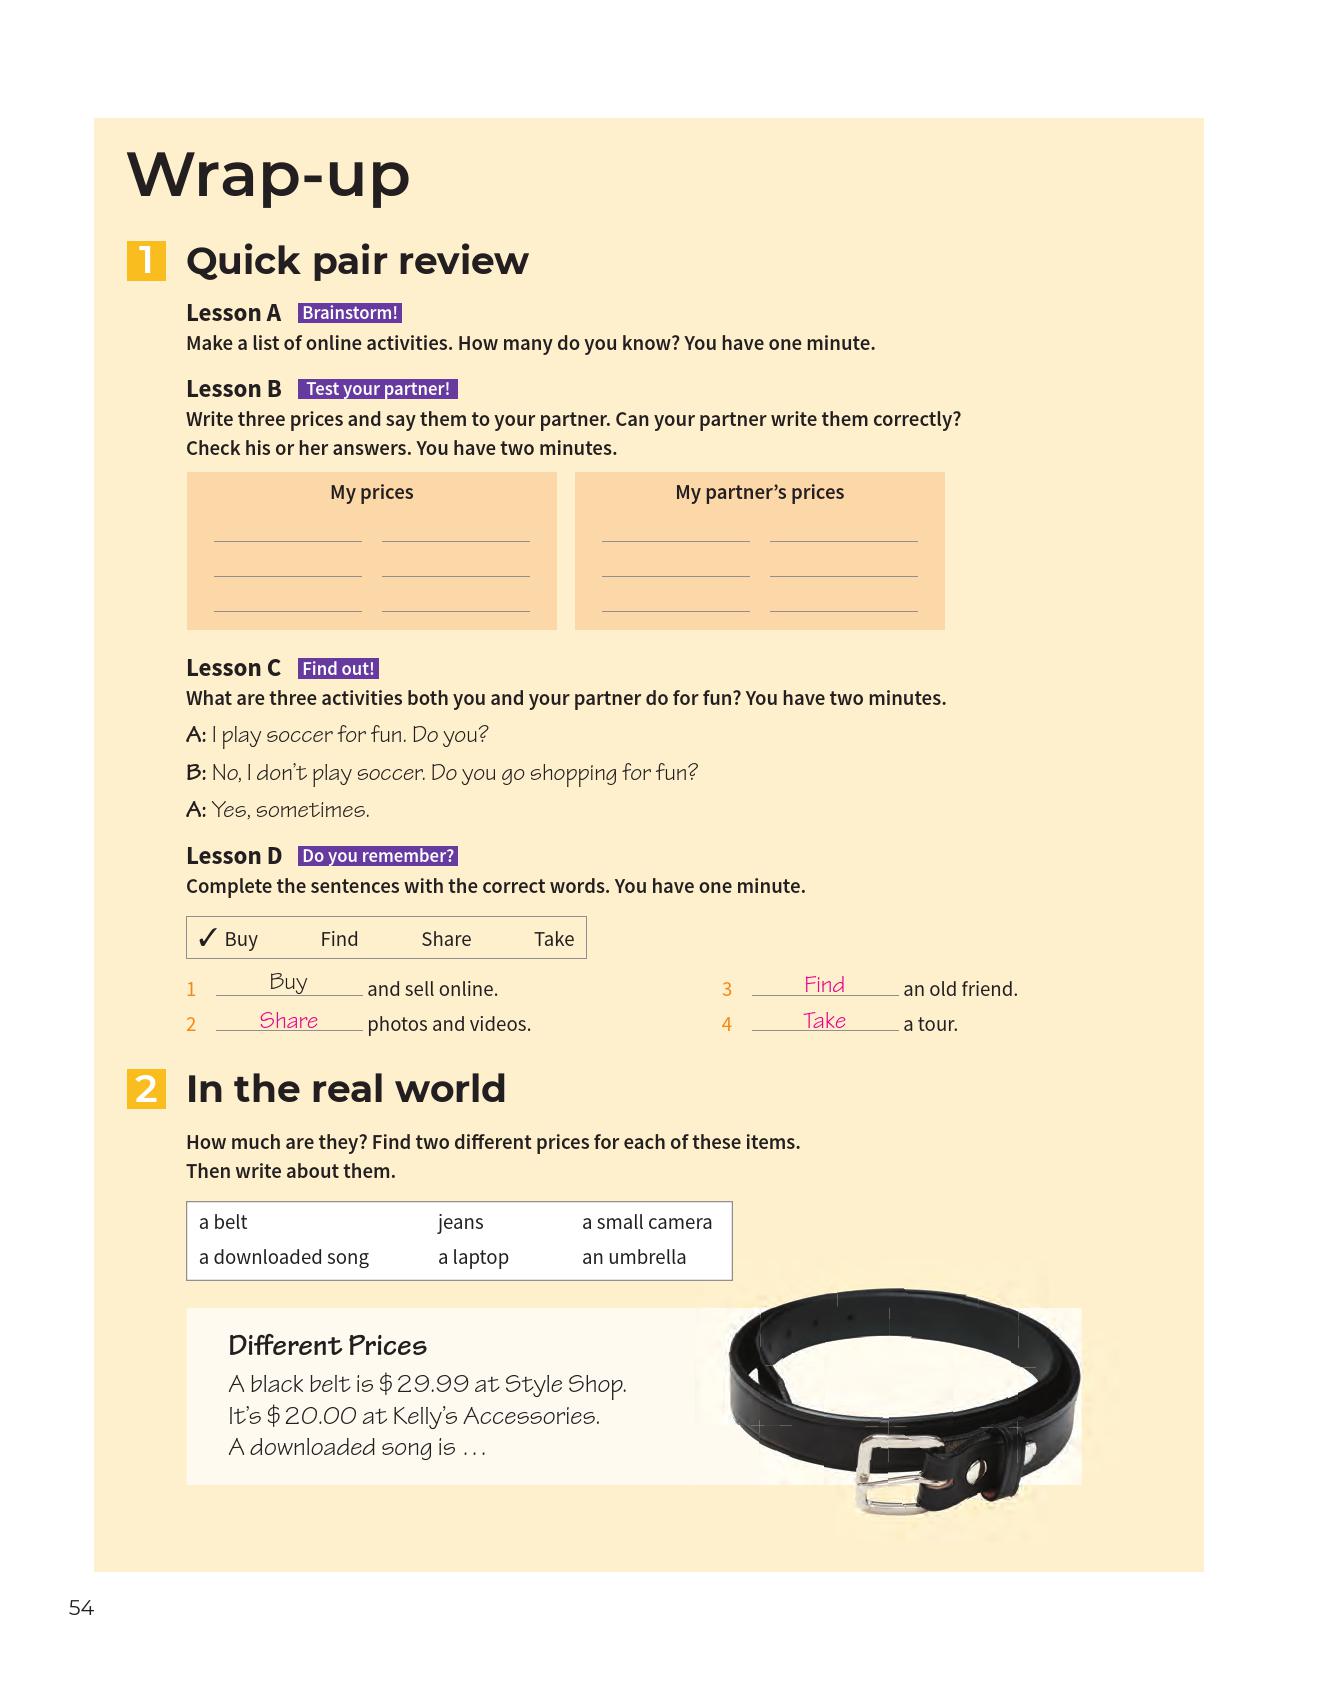 Wrap-up
1 Quick pair review
Lesson A Brainstorm!
Make a list of online activities. How many do you know? You have one minute.
Lesson B Test your partner!
Write three prices and say them to your partner. Can your partner write them correctly?
Check his or her answers. You have two minutes.
My prices
My partner’s prices
Lesson C Find out!
What are three activities both you and your partner do for fun? You have two minutes.
A: I play soccer for fun. Do you?
B: No, I don’t play soccer. Do you go shopping for fun?
A: Yes, sometimes.
Lesson D Do you remember?
Complete the sentences with the correct words. You have one minute.
✓ Buy Find Share Take
1 Buy and sell online.
2 Share photos and videos.
3 Find an old friend.
4 Take a tour.
2 In the real world
How much are they? Find two different prices for each of these items.
Then write about them.
a belt jeans a small camera
a downloaded song a laptop an umbrella
Different Prices
A black belt is $29.99 at Style Shop.
It’s $20.00 at Kelly’s Accessories.
A downloaded song is . . .
54